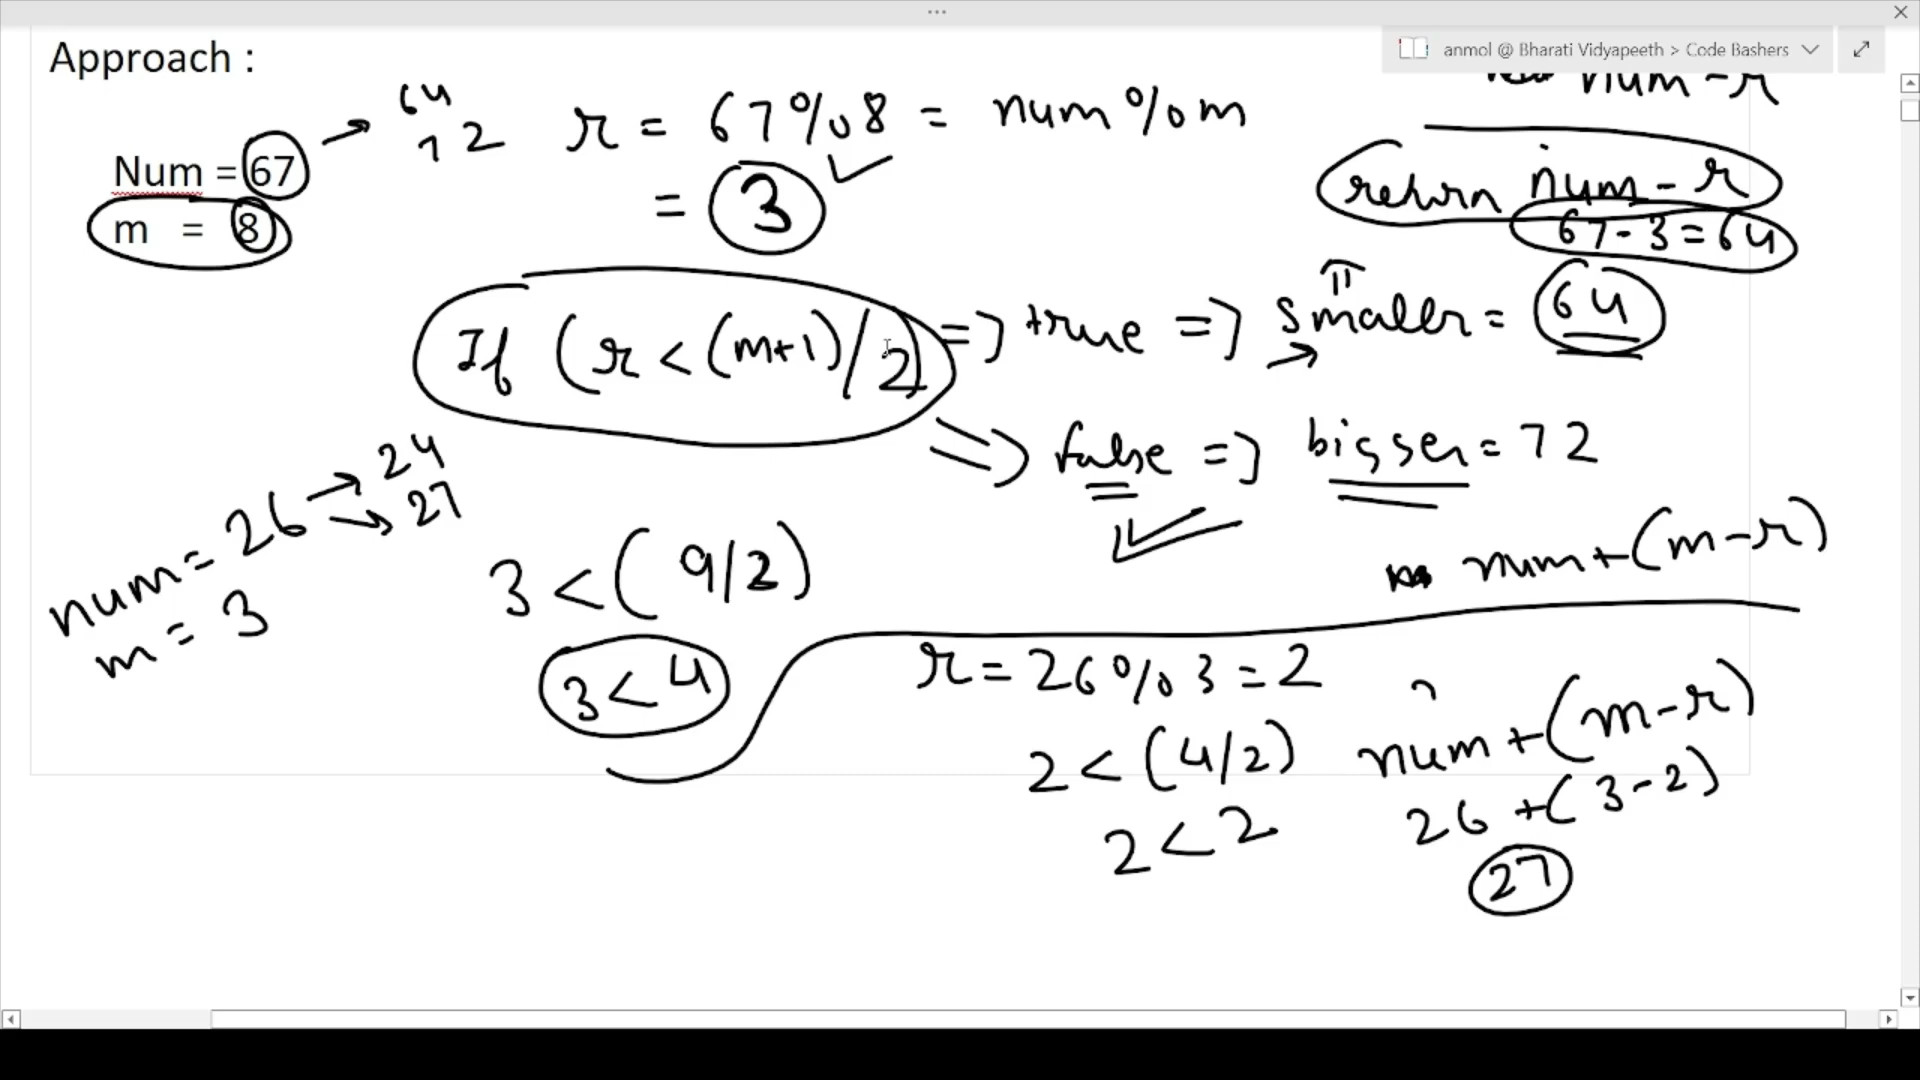 anmol @ Bharati Vidyapeeth > Code Bashers
Approach :
num - r
64
72
r = 67%8 = num%m
Num = 67
= 3
m = 8
return num - r
67-3=64
If (r < (m+1)/2) => true => smaller = 64
=> false => bigger = 72
num = 26 → 24
→ 27
m = 3
3 < (9/2)
3 < 4
num+(m-r)
r = 26%3 = 2
2 < (4/2)
2 < 2
num+(m-r)
26+(3-2)
27